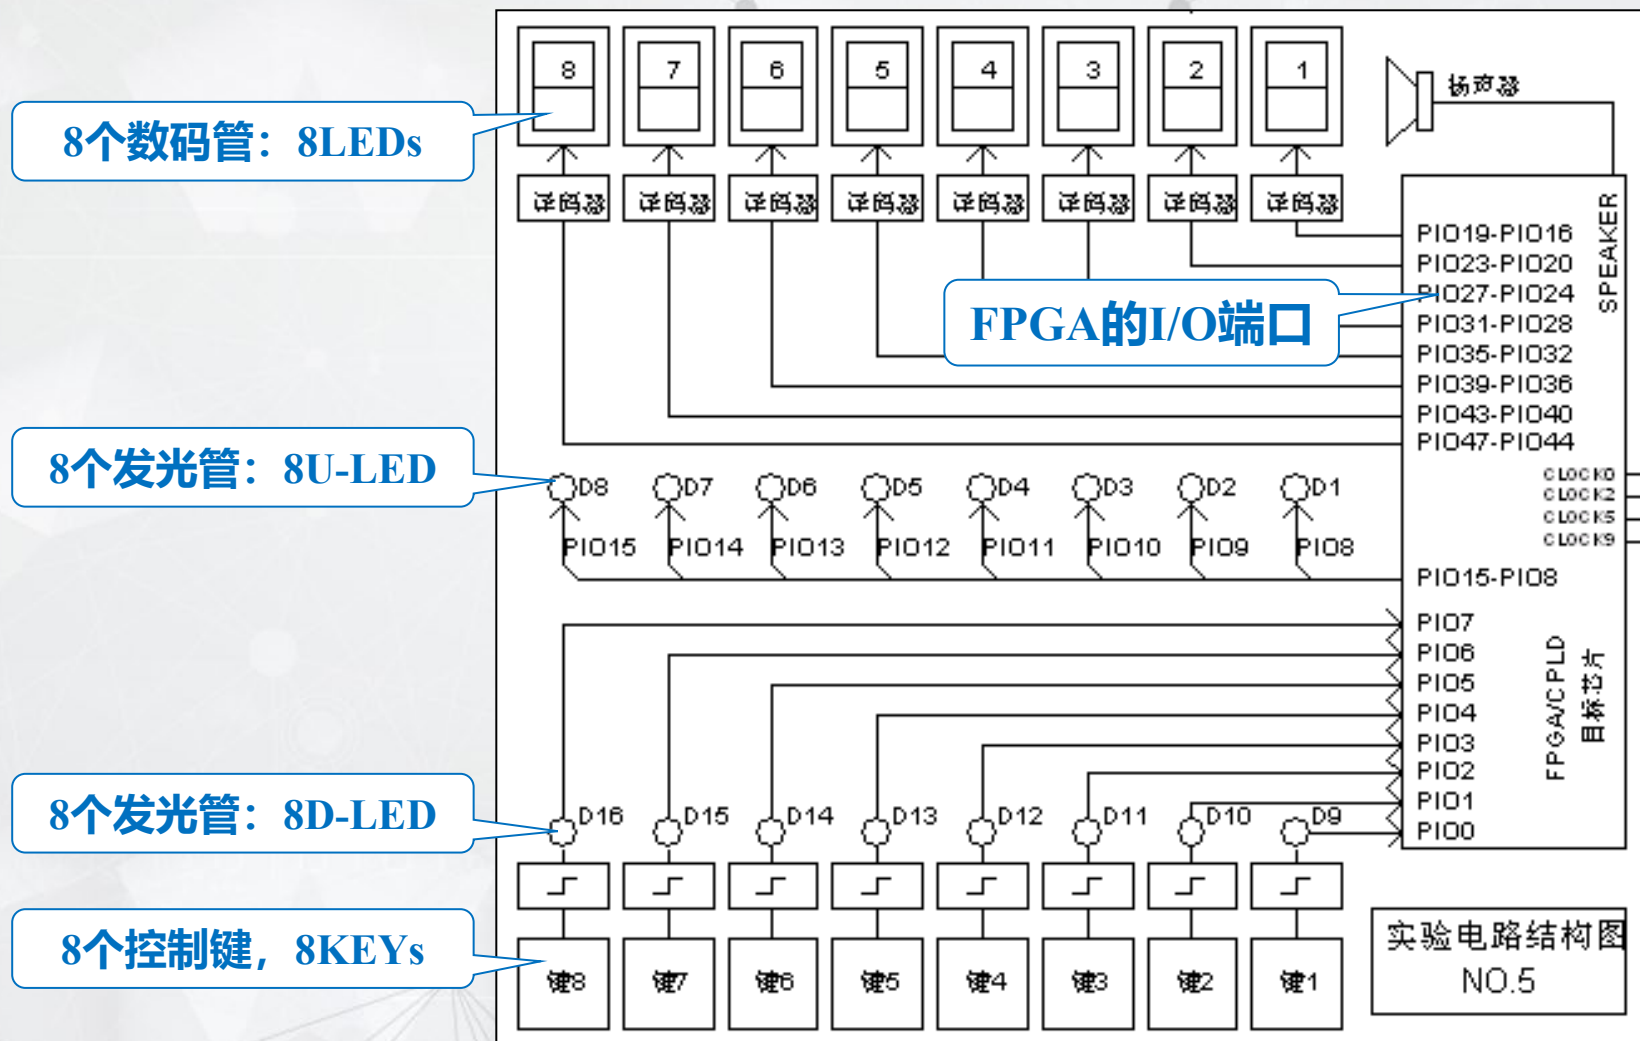 8 7 6 5 4 3 2 1
扬声器
8个数码管：8LEDs
译码器 译码器 译码器 译码器 译码器 译码器 译码器 译码器
SPEAKER
PIO19-PIO16
PIO23-PIO20
PIO27-PIO24
FPGA的I/O端口
PIO31-PIO28
PIO35-PIO32
PIO39-PIO36
PIO43-PIO40
PIO47-PIO44
8个发光管：8U-LED
D8 D7 D6 D5 D4 D3 D2 D1
CLOCK0
CLOCK2
CLOCK5
CLOCK9
PIO15 PIO14 PIO13 PIO12 PIO11 PIO10 PIO9 PIO8
PIO15-PIO8
PIO7
PIO6
PIO5
PIO4
PIO3
PIO2
PIO1
PIO0
FPGA/CPLD
目标芯片
8个发光管：8D-LED
D16 D15 D14 D13 D12 D11 D10 D9
8个控制键，8KEYs
键8 键7 键6 键5 键4 键3 键2 键1
实验电路结构图
NO.5